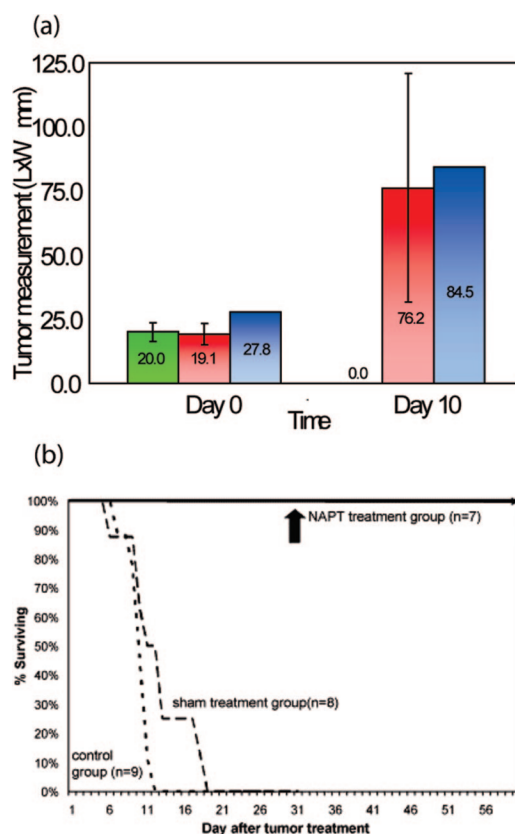 (a)
Tumor measurement (LxW mm)
125.0
100.0
75.0
50.0
25.0
0.0
20.0
19.1
27.8
0.0
76.2
84.5
Day 0
Day 10
Time
(b)
% Surviving
100%
90%
80%
70%
60%
50%
40%
30%
20%
10%
0%
NAPT treatment group (n=7)
sham treatment group(n=8)
control
group (n=9)
1 6 11 16 21 26 31 36 41 46 51 56
Day after tumor treatment